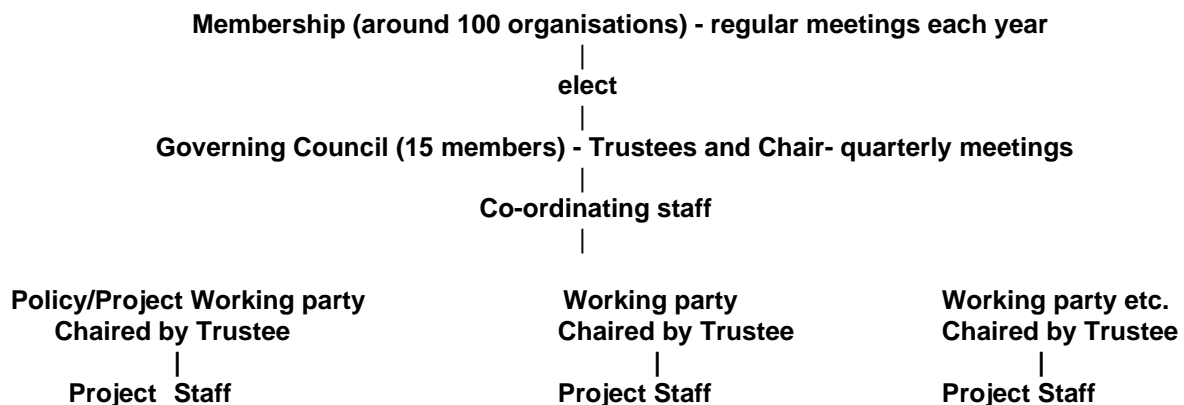 Membership (around 100 organisations) - regular meetings each year
|
elect
|
Governing Council (15 members) - Trustees and Chair- quarterly meetings
|
Co-ordinating staff
|
Policy/Project Working party Working party Working party etc.
Chaired by Trustee Chaired by Trustee Chaired by Trustee
| | |
Project Staff Project Staff Project Staff